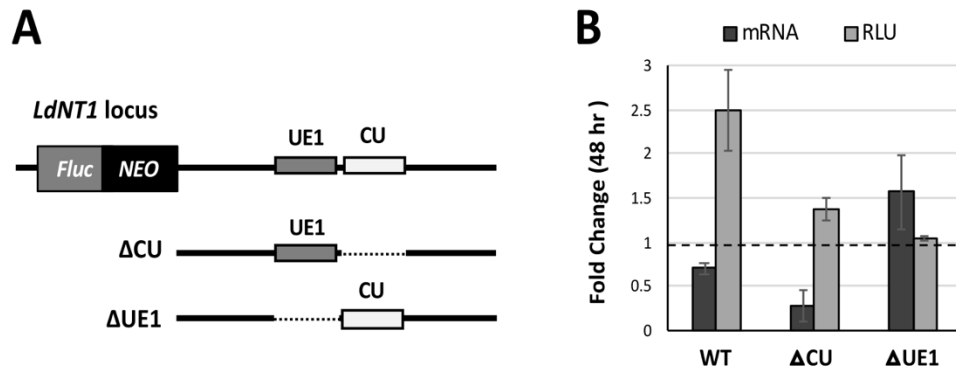 A
LdNT1 locus
UE1 CU
Fluc NEO
UE1
ΔCU
CU
ΔUE1
B
mRNA RLU
Fold Change (48 hr )
3
2.5
2
1.5
1
0.5
0
WT ΔCU ΔUE1